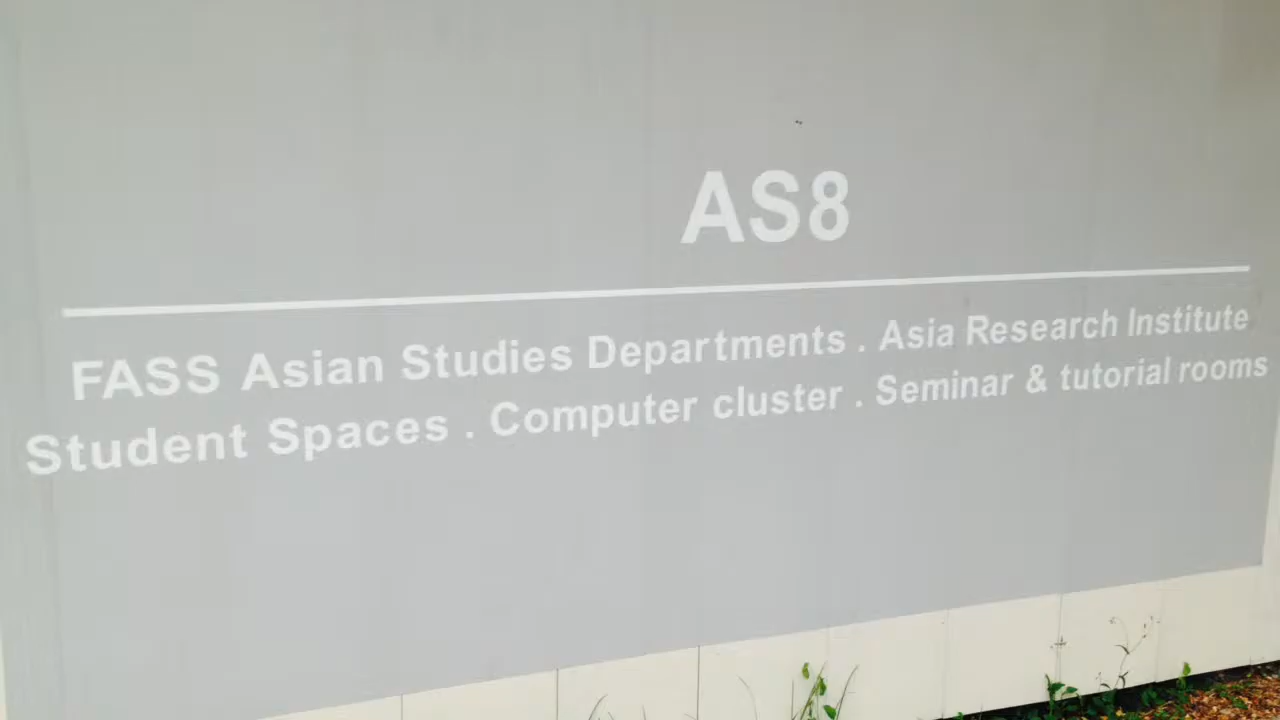 AS8
FASS Asian Studies Departments . Asia Research Institute
Student Spaces . Computer cluster . Seminar & tutorial rooms